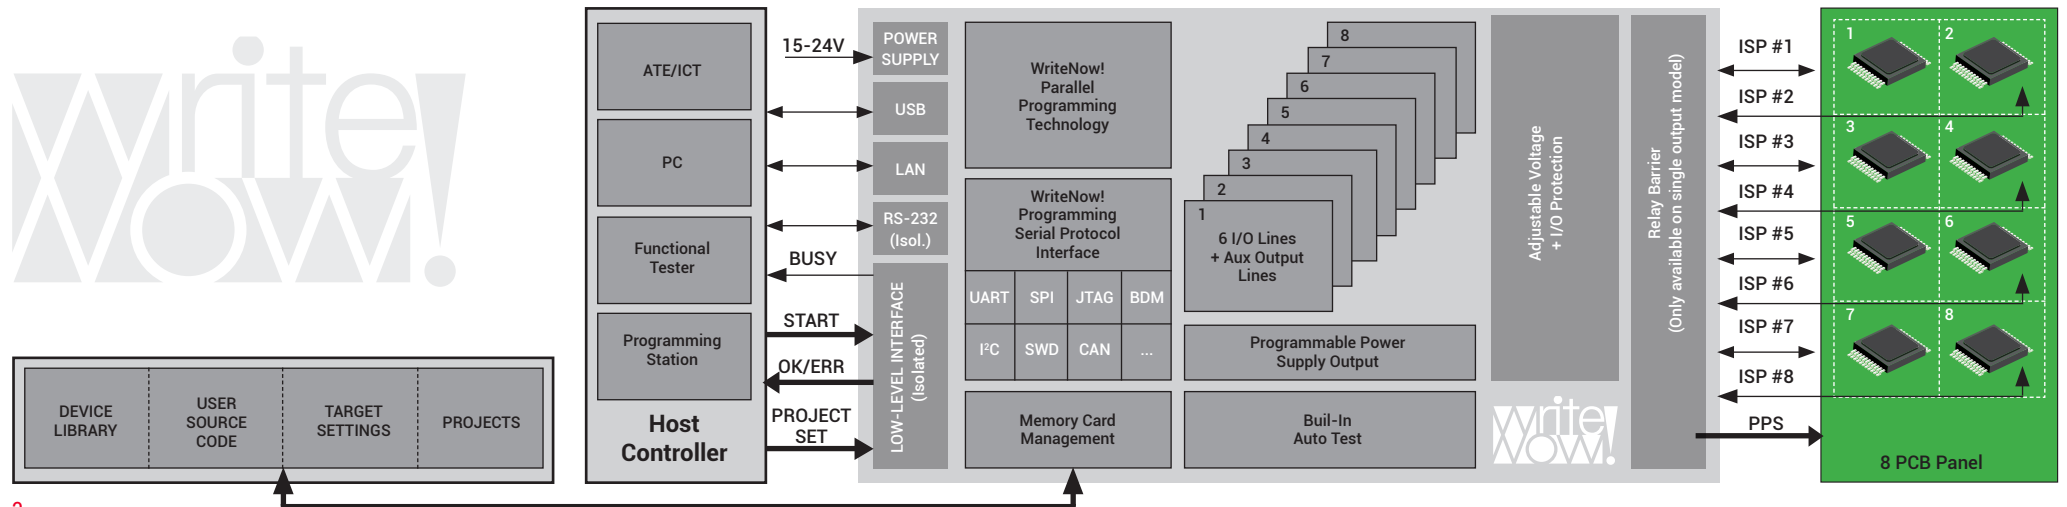 Write
Now!
DEVICE
LIBRARY
USER
SOURCE
CODE
TARGET
SETTINGS
PROJECTS
ATE/ICT
PC
Functional
Tester
Programming
Station
Host
Controller
15-24V
BUSY
START
OK/ERR
PROJECT
SET
POWER
SUPPLY
USB
LAN
RS-232
(Isol.)
LOW-LEVEL INTERFACE
(Isolated)
WriteNow!
Parallel
Programming
Technology
WriteNow!
Programming
Serial Protocol
Interface
UART SPI JTAG BDM
I²C SWD CAN ...
Memory Card
Management
8
7
6
5
4
3
2
1
6 I/O Lines
+ Aux Output
Lines
Programmable Power
Supply Output
Buil-In
Auto Test
Adjustable Voltage
+ I/O Protection
Write
Now!
Relay Barrier
(Only available on single output model)
ISP #1
ISP #2
ISP #3
ISP #4
ISP #5
ISP #6
ISP #7
ISP #8
PPS
1 2
3 4
5 6
7 8
8 PCB Panel